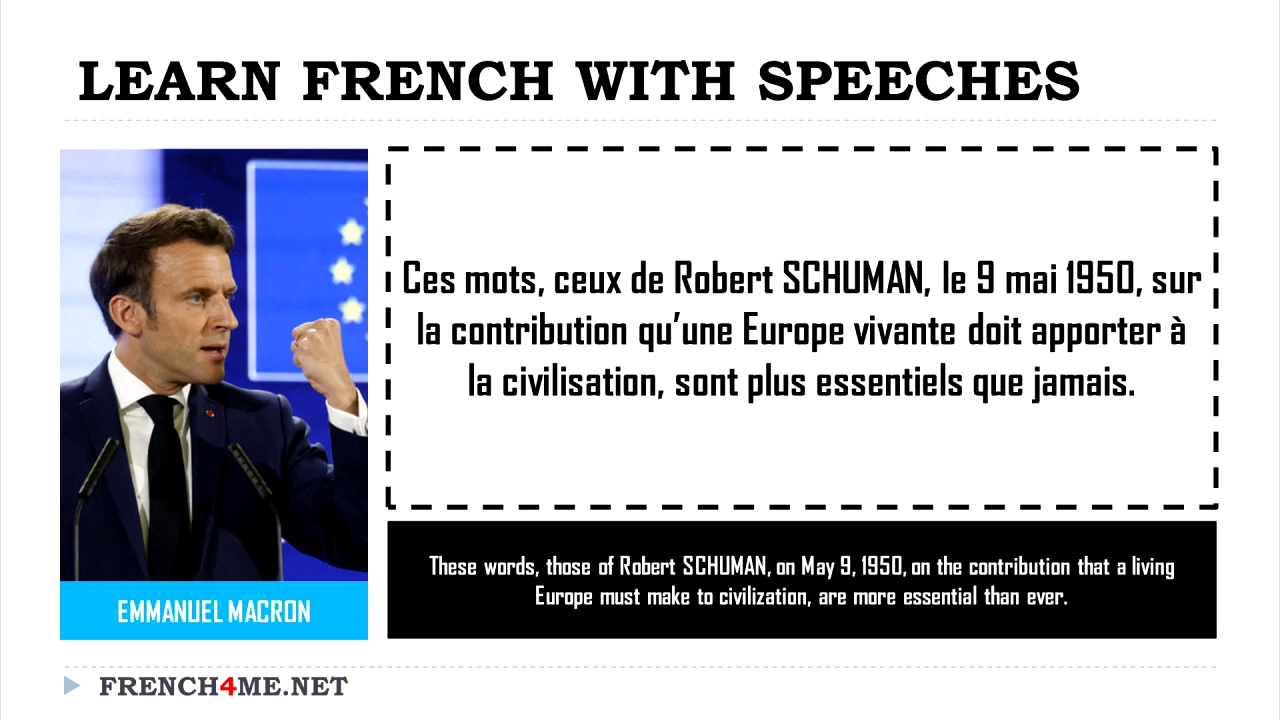 LEARN FRENCH WITH SPEECHES
Ces mots, ceux de Robert SCHUMAN, le 9 mai 1950, sur
la contribution qu’une Europe vivante doit apporter à
la civilisation, sont plus essentiels que jamais.
These words, those of Robert SCHUMAN, on May 9, 1950, on the contribution that a living
Europe must make to civilization, are more essential than ever.
EMMANUEL MACRON
FRENCH4ME.NET